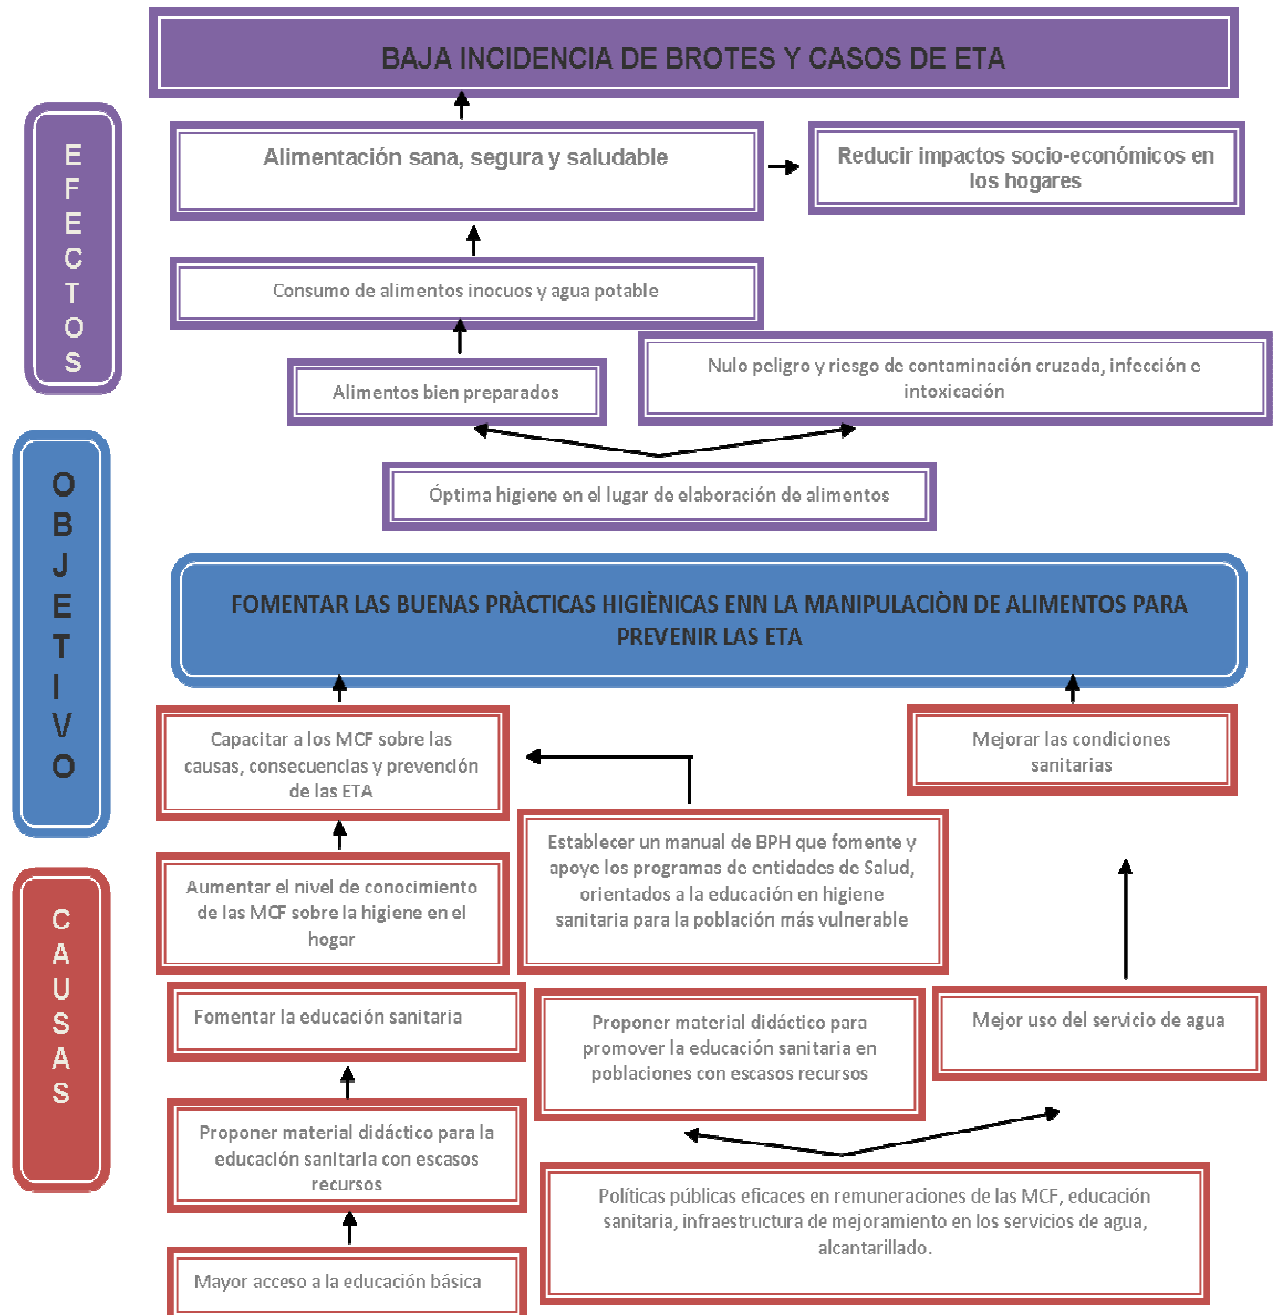 BAJA INCIDENCIA DE BROTES Y CASOS DE ETA
EFECTOS
Alimentación sana, segura y saludable
Reducir impactos socio-económicos en
los hogares
Consumo de alimentos inocuos y agua potable
Alimentos bien preparados
Nulo peligro y riesgo de contaminación cruzada, infección e
intoxicación
Óptima higiene en el lugar de elaboración de alimentos
OBJETIVO
FOMENTAR LAS BUENAS PRÀCTICAS HIGIÈNICAS ENN LA MANIPULACIÒN DE ALIMENTOS PARA
PREVENIR LAS ETA
Capacitar a los MCF sobre las
causas, consecuencias y prevención
de las ETA
Mejorar las condiciones
sanitarias
Establecer un manual de BPH que fomente y
apoye los programas de entidades de Salud,
orientados a la educación en higiene
sanitaria para la población más vulnerable
CAUSAS
Aumentar el nivel de conocimiento
de las MCF sobre la higiene en el
hogar
Fomentar la educación sanitaria
Proponer material didáctico para
promover la educación sanitaria en
poblaciones con escasos recursos
Mejor uso del servicio de agua
Proponer material didáctico para la
educación sanitaria con escasos
recursos
Políticas públicas eficaces en remuneraciones de las MCF, educación
sanitaria, infraestructura de mejoramiento en los servicios de agua,
alcantarillado.
Mayor acceso a la educación básica